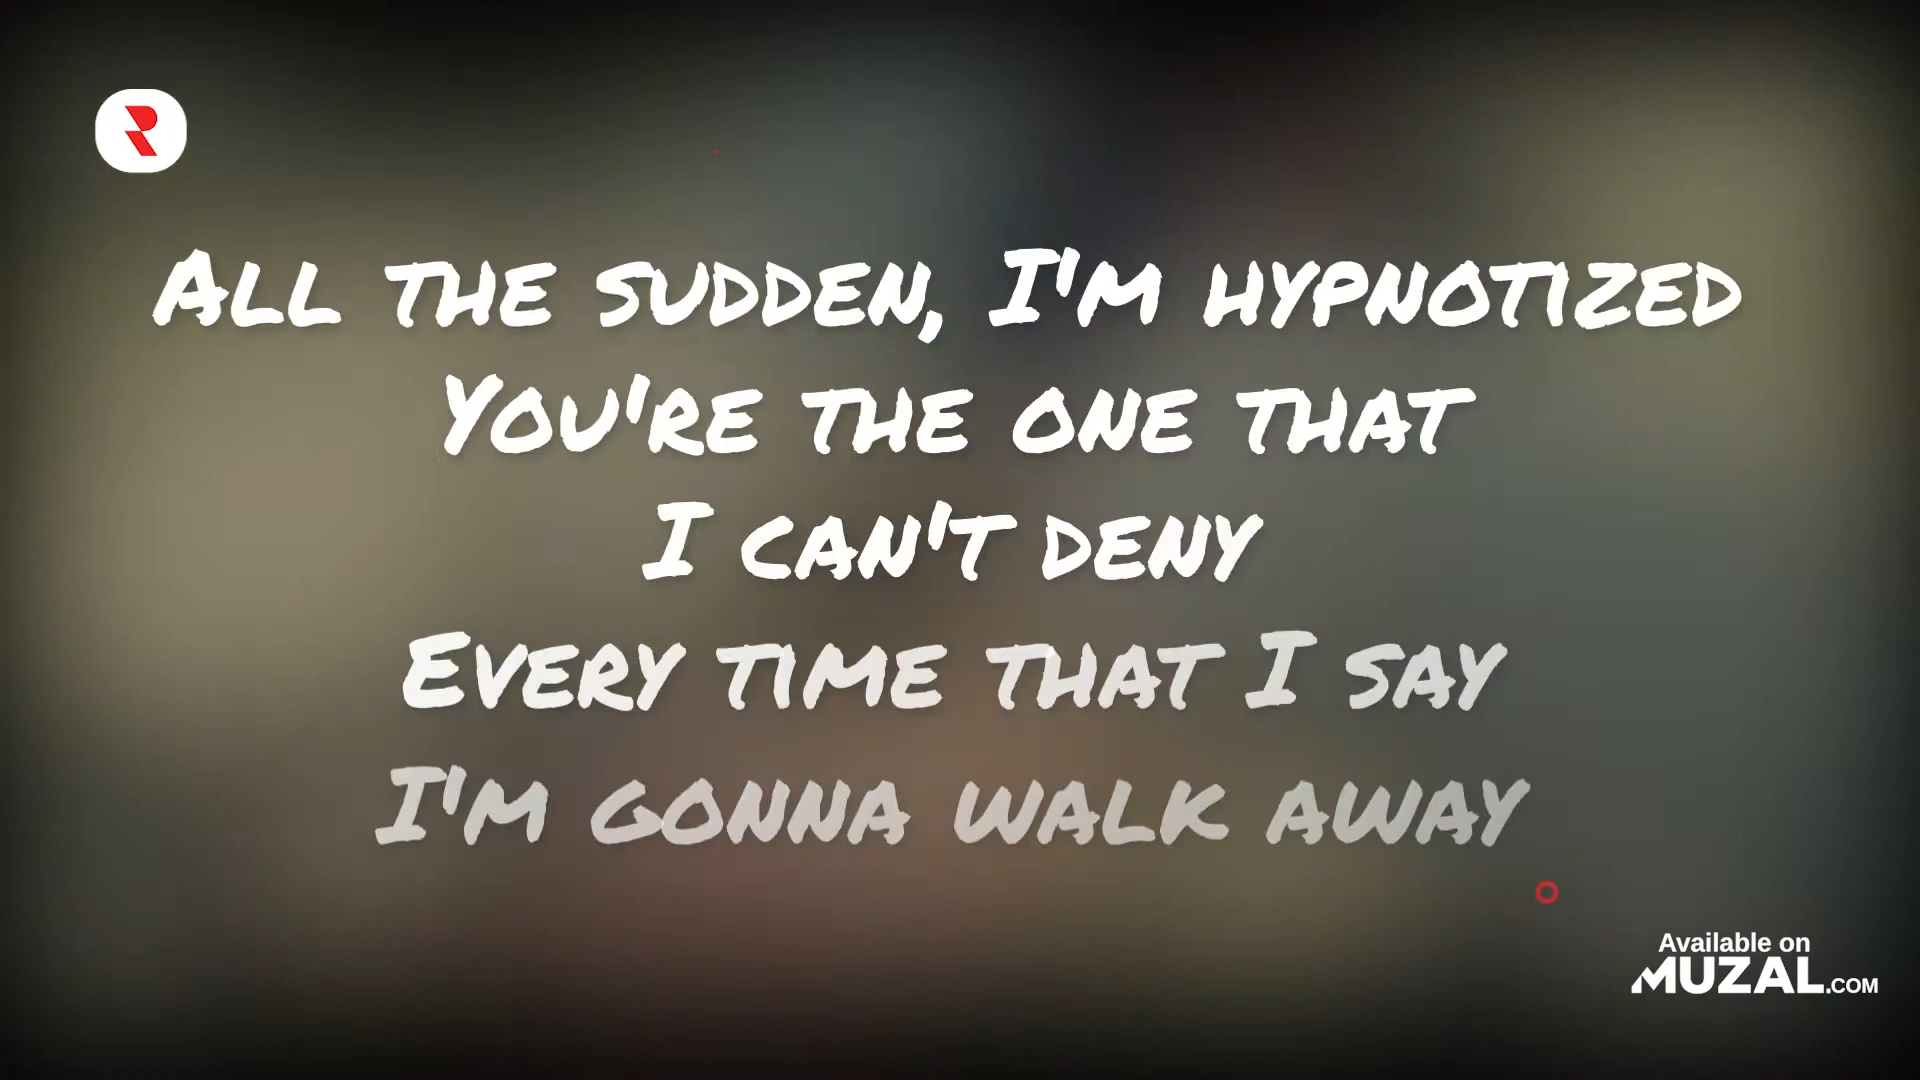 All the sudden, I'm hypnotized
You're the one that
I can't deny
Every time that I say
I'm gonna walk away
Available on
MUZAL.COM